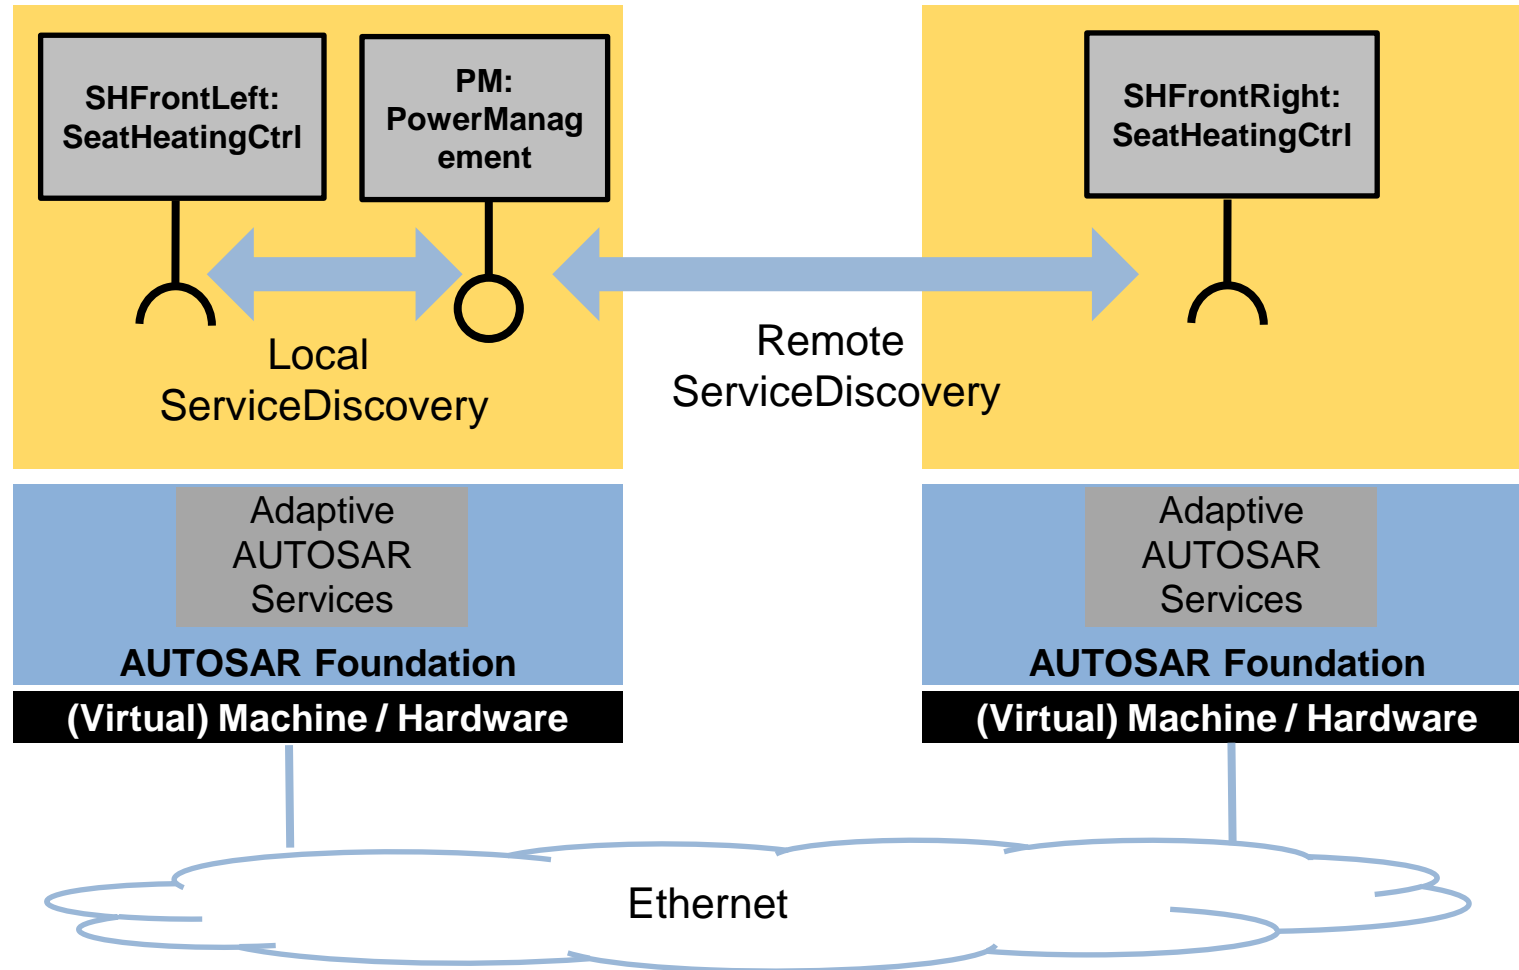 SHFrontLeft:
SeatHeatingCtrl
PM:
PowerManag
ement
SHFrontRight:
SeatHeatingCtrl
Local
ServiceDiscovery
Remote
ServiceDiscovery
Adaptive
AUTOSAR
Services
AUTOSAR Foundation
(Virtual) Machine / Hardware
Adaptive
AUTOSAR
Services
AUTOSAR Foundation
(Virtual) Machine / Hardware
Ethernet